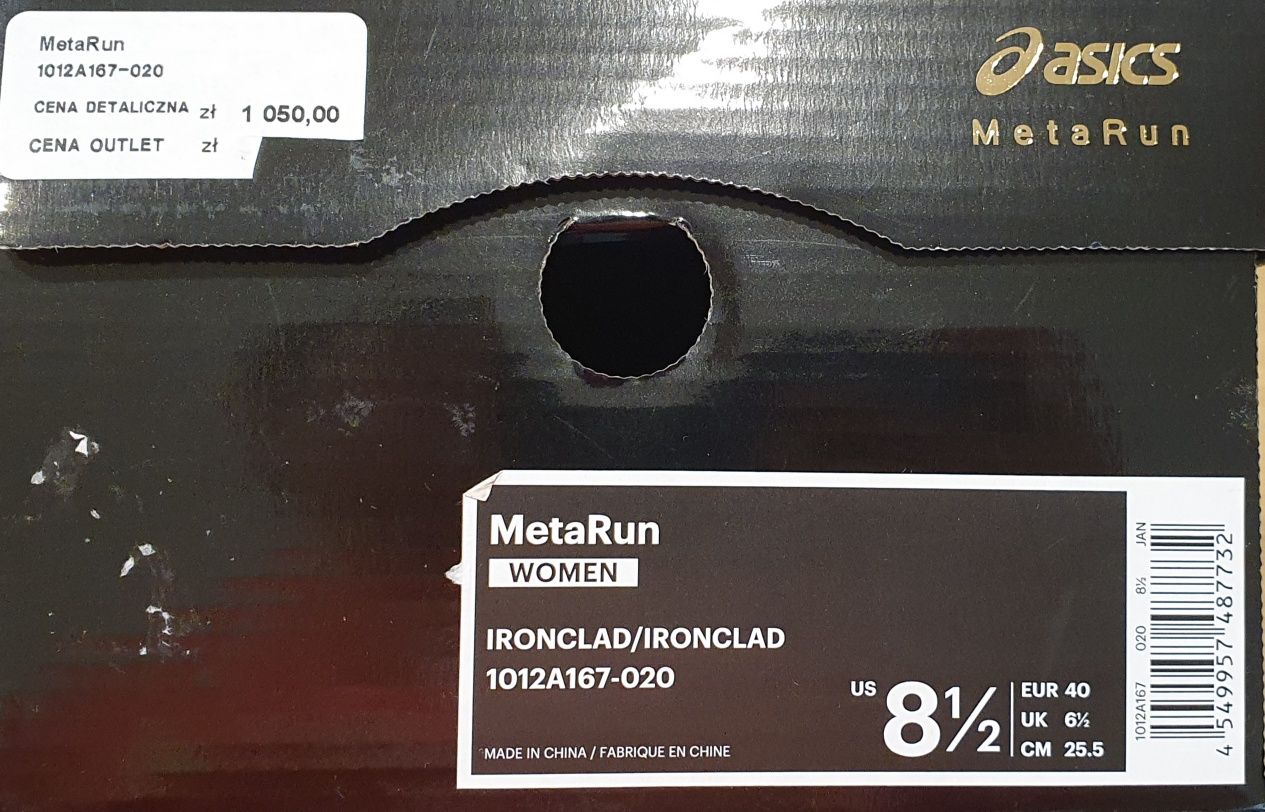 MetaRun
1012A167-020
CENA DETALICZNA zł 1 050,00
CENA OUTLET zł
asics
MetaRun
MetaRun
WOMEN
IRONCLAD/IRONCLAD
1012A167-020
US 8½
EUR 40
UK 6½
CM 25.5
MADE IN CHINA / FABRIQUE EN CHINE
1012A167 020 8½ JAN
4 549957 487732